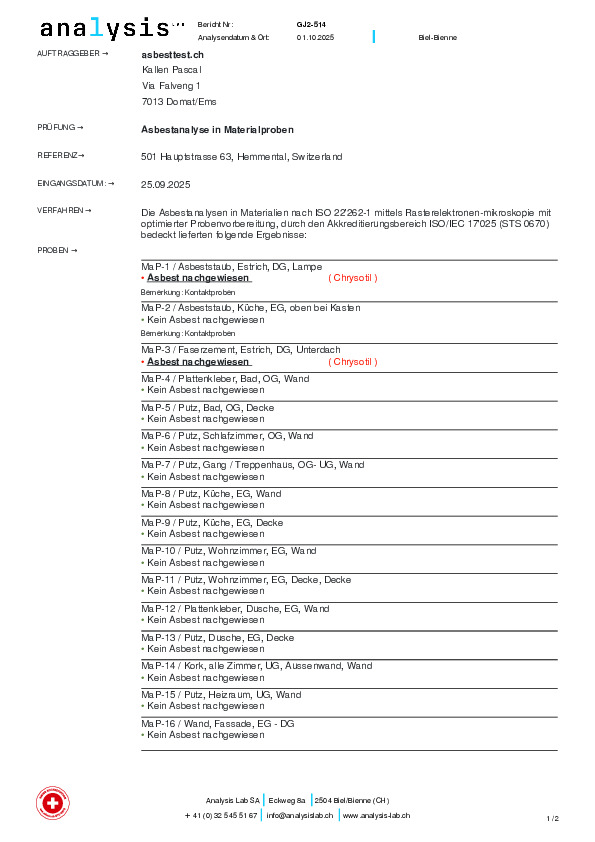 analysis
Bericht Nr: GJ2-514
Analysendatum & Ort: 01.10.2025 Biel-Bienne
AUFTRAGGEBER → asbesttest.ch
Kallen Pascal
Via Falveng 1
7013 Domat/Ems
PRÜFUNG → Asbestanalyse in Materialproben
REFERENZ→ 501 Hauptstrasse 63, Hemmental, Switzerland
EINGANGSDATUM: → 25.09.2025
VERFAHREN → Die Asbestanalysen in Materialien nach ISO 22'262-1 mittels Rasterelektronen-mikroskopie mit
optimierter Probenvorbereitung, durch den Akkreditierungsbereich ISO/IEC 17025 (STS 0670)
bedeckt lieferten folgende Ergebnisse:
PROBEN →
MaP-1 / Asbeststaub, Estrich, DG, Lampe
• Asbest nachgewiesen ( Chrysotil )
Bemerkung: Kontaktproben
MaP-2 / Asbeststaub, Küche, EG, oben bei Kasten
• Kein Asbest nachgewiesen
Bemerkung: Kontaktproben
MaP-3 / Faserzement, Estrich, DG, Unterdach
• Asbest nachgewiesen ( Chrysotil )
MaP-4 / Plattenkleber, Bad, OG, Wand
• Kein Asbest nachgewiesen
MaP-5 / Putz, Bad, OG, Decke
• Kein Asbest nachgewiesen
MaP-6 / Putz, Schlafzimmer, OG, Wand
• Kein Asbest nachgewiesen
MaP-7 / Putz, Gang / Treppenhaus, OG- UG, Wand
• Kein Asbest nachgewiesen
MaP-8 / Putz, Küche, EG, Wand
• Kein Asbest nachgewiesen
MaP-9 / Putz, Küche, EG, Decke
• Kein Asbest nachgewiesen
MaP-10 / Putz, Wohnzimmer, EG, Wand
• Kein Asbest nachgewiesen
MaP-11 / Putz, Wohnzimmer, EG, Decke, Decke
• Kein Asbest nachgewiesen
MaP-12 / Plattenkleber, Dusche, EG, Wand
• Kein Asbest nachgewiesen
MaP-13 / Putz, Dusche, EG, Decke
• Kein Asbest nachgewiesen
MaP-14 / Kork, alle Zimmer, UG, Aussenwand, Wand
• Kein Asbest nachgewiesen
MaP-15 / Putz, Heizraum, UG, Wand
• Kein Asbest nachgewiesen
MaP-16 / Wand, Fassade, EG - DG
• Kein Asbest nachgewiesen
Analysis Lab SA Eckweg 8a 2504 Biel/Bienne (CH)
+ 41 (0) 32 545 51 67 info@analysislab.ch www.analysis-lab.ch
1 / 2